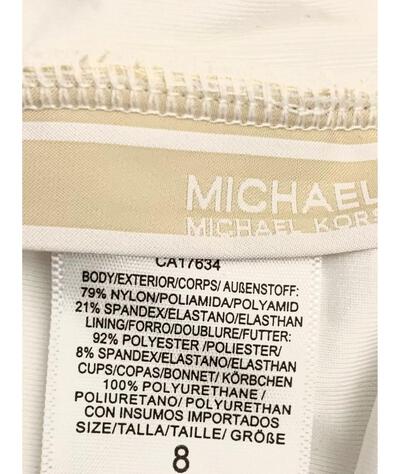 MICHAEL
MICHAEL KORS
CA17634
BODY/EXTERIOR/CORPS/ AUßENSTOFF:
79% NYLON/POLIAMIDA/POLYAMID
21% SPANDEX/ELASTANO/ELASTHAN
LINING/FORRO/DOUBLURE/FUTTER:
92% POLYESTER /POLIESTER/
8% SPANDEX/ELASTANO/ELASTHAN
CUPS/COPAS/BONNET/ KÖRBCHEN
100% POLYURETHANE /
POLIURETANO/ POLYURETHAN
CON INSUMOS IMPORTADOS
SIZE/TALLA/TAILLE/ GRÖßE
8